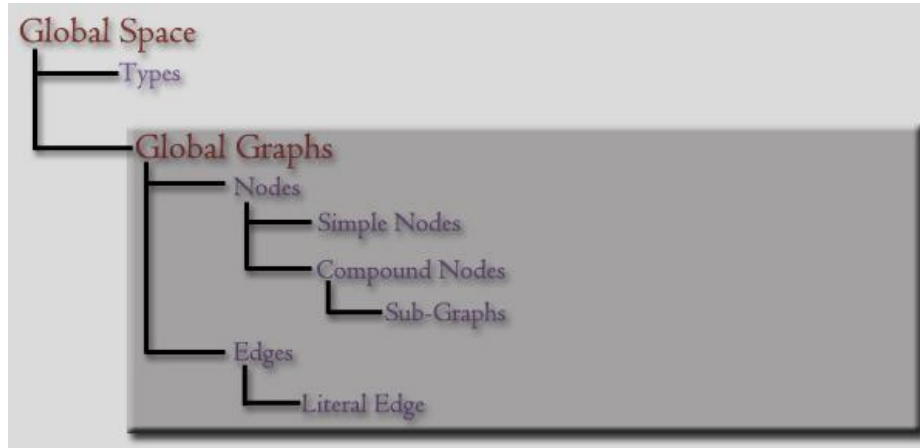 Global Space
Types
Global Graphs
Nodes
Simple Nodes
Compound Nodes
Sub-Graphs
Edges
Literal Edge